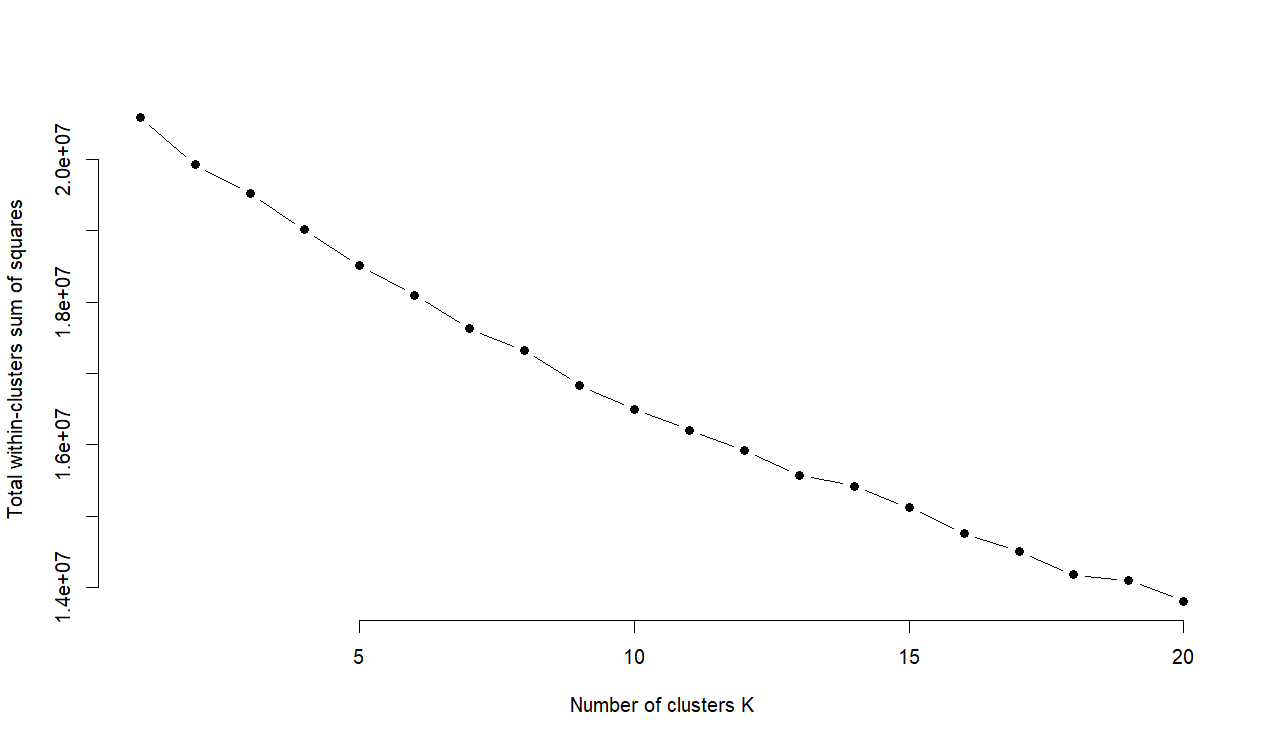 Total within-clusters sum of squares
2.0e+07
1.8e+07
1.6e+07
1.4e+07
5 10 15 20
Number of clusters K